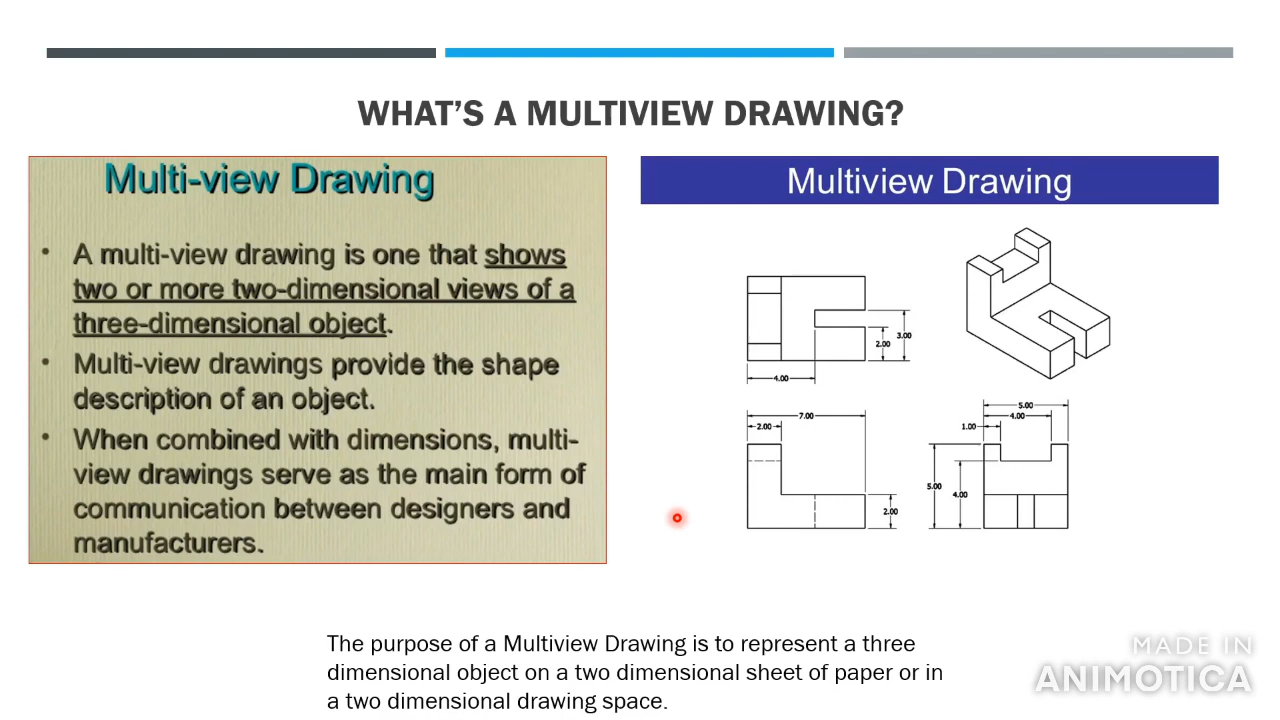 WHAT'S A MULTIVIEW DRAWING?
Multi-view Drawing
• A multi-view drawing is one that shows
two or more two-dimensional views of a
three-dimensional object.
• Multi-view drawings provide the shape
description of an object.
• When combined with dimensions, multi-
view drawings serve as the main form of
communication between designers and
manufacturers.
Multiview Drawing
3.00
2.00
4.00
7.00
2.00
2.00
5.00
4.00
1.00
5.00
4.00
The purpose of a Multiview Drawing is to represent a three
dimensional object on a two dimensional sheet of paper or in
a two dimensional drawing space.
MADE IN
ANIMOTICA